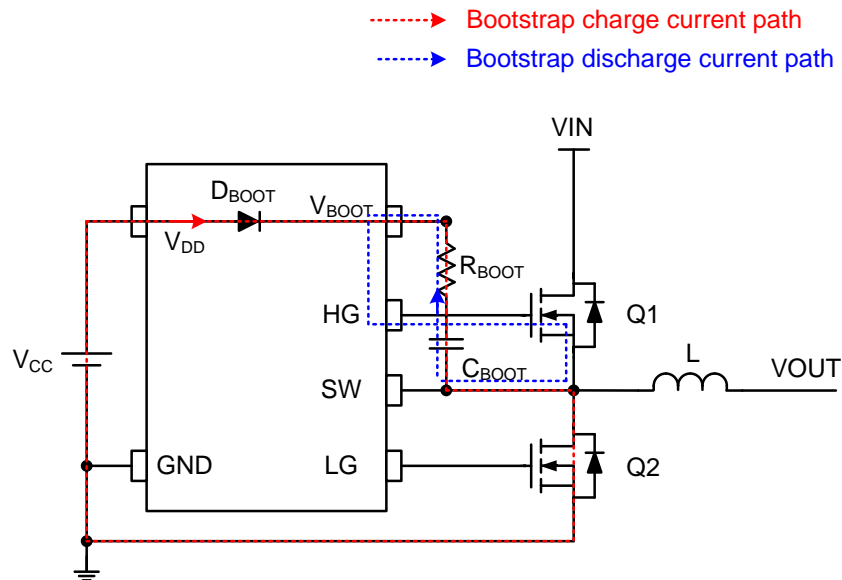 Bootstrap charge current path
Bootstrap discharge current path
VIN
DBOOT
VBOOT
VDD
RBOOT
HG
Q1
VCC
L
VOUT
CBOOT
SW
GND
LG
Q2